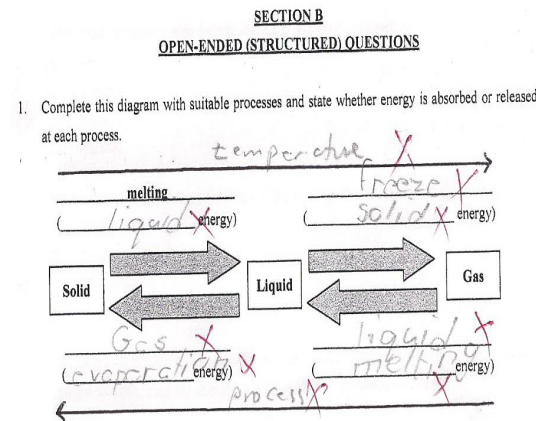 SECTION B
OPEN-ENDED (STRUCTURED) QUESTIONS
1. Complete this diagram with suitable processes and state whether energy is absorbed or released
at each process.
temperature
melting
freeze
(liquid energy)
(solid energy)
Solid
Liquid
Gas
Gas
liquid
(evaporation energy)
(melting energy)
process